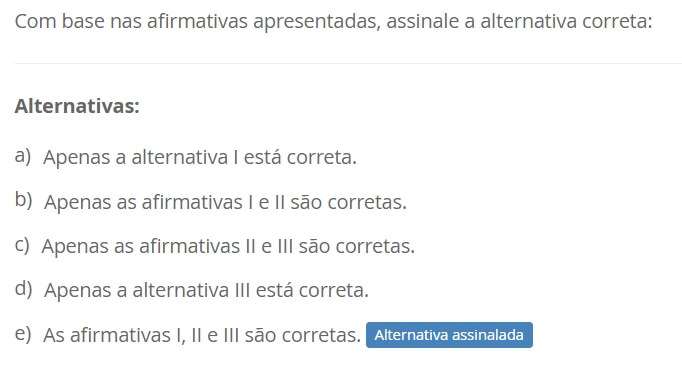 Com base nas afirmativas apresentadas, assinale a alternativa correta:
Alternativas:
a) Apenas a alternativa I está correta.
b) Apenas as afirmativas I e II são corretas.
c) Apenas as afirmativas II e III são corretas.
d) Apenas a alternativa III está correta.
e) As afirmativas I, II e III são corretas. Alternativa assinalada